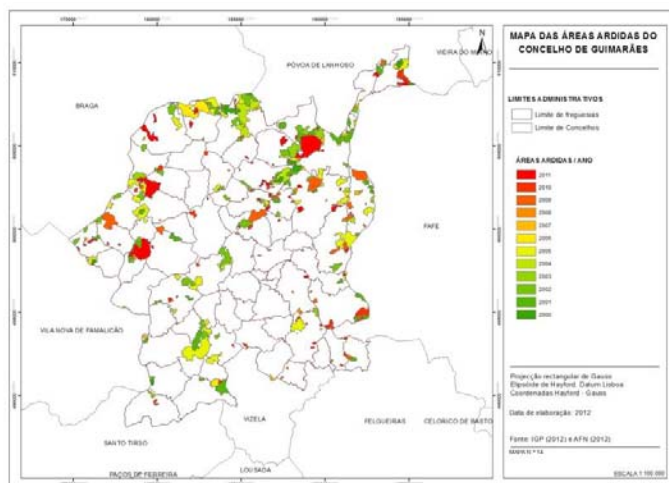 N
VIEIRA DO MINHO
PÓVOA DE LANHOSO
BRAGA
FAFE
VILA NOVA DE FAMALICÃO
SANTO TIRSO
VIZELA
FELGUEIRAS
CELORICO DE BASTO
LOUSADA
PAÇOS DE FERREIRA
MAPA DAS ÁREAS ARDIDAS DO
CONCELHO DE GUIMARÃES
LIMITES ADMINISTRATIVOS
Limite de freguesias
Limite de Concelhos
ÁREAS ARDIDAS / ANO
2011
2010
2009
2008
2007
2006
2005
2004
2003
2002
2001
2000
Projecção rectangular de Gauss
Elipsóide de Hayford, Datum Lisboa
Coordenadas Hayford - Gauss
Data de elaboração: 2012
Fonte: IGP (2012) e AFN (2012)
MAPA N.º 14